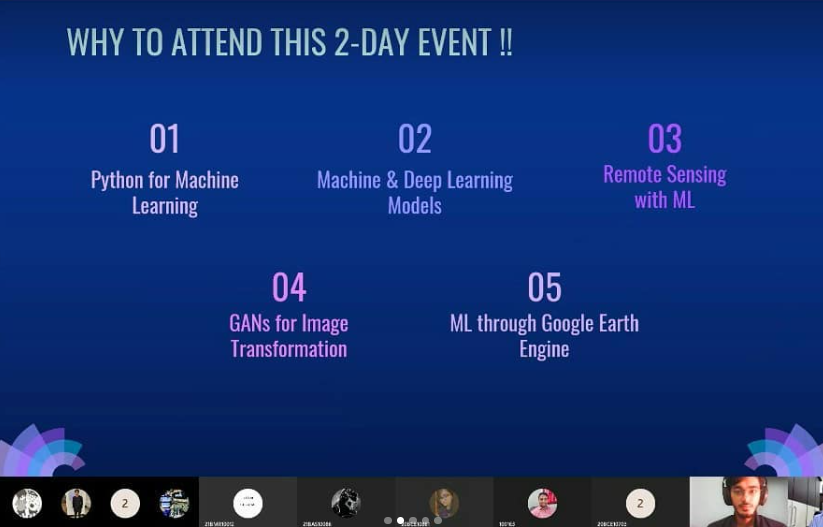 WHY TO ATTEND THIS 2-DAY EVENT !!
01
Python for Machine
Learning
02
Machine & Deep Learning
Models
03
Remote Sensing
with ML
04
GANs for Image
Transformation
05
ML through Google Earth
Engine
2
2